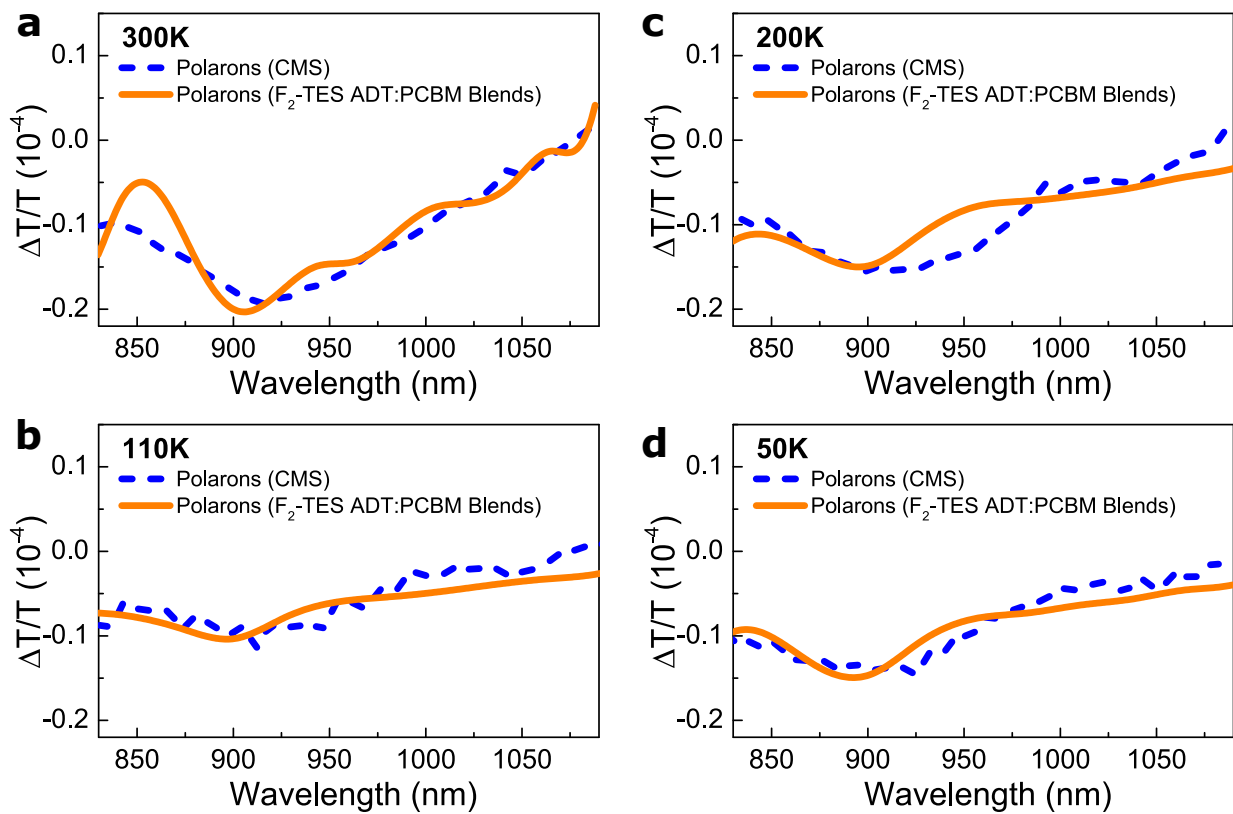 a
300K
Polarons (CMS)
Polarons (F₂-TES ADT:PCBM Blends)
0.1
0.0
-0.1
-0.2
ΔT/T (10⁻⁴)
850 900 950 1000 1050
Wavelength (nm)
c
200K
Polarons (CMS)
Polarons (F₂-TES ADT:PCBM Blends)
0.1
0.0
-0.1
-0.2
ΔT/T (10⁻⁴)
850 900 950 1000 1050
Wavelength (nm)
b
110K
Polarons (CMS)
Polarons (F₂-TES ADT:PCBM Blends)
0.1
0.0
-0.1
-0.2
ΔT/T (10⁻⁴)
850 900 950 1000 1050
Wavelength (nm)
d
50K
Polarons (CMS)
Polarons (F₂-TES ADT:PCBM Blends)
0.1
0.0
-0.1
-0.2
ΔT/T (10⁻⁴)
850 900 950 1000 1050
Wavelength (nm)